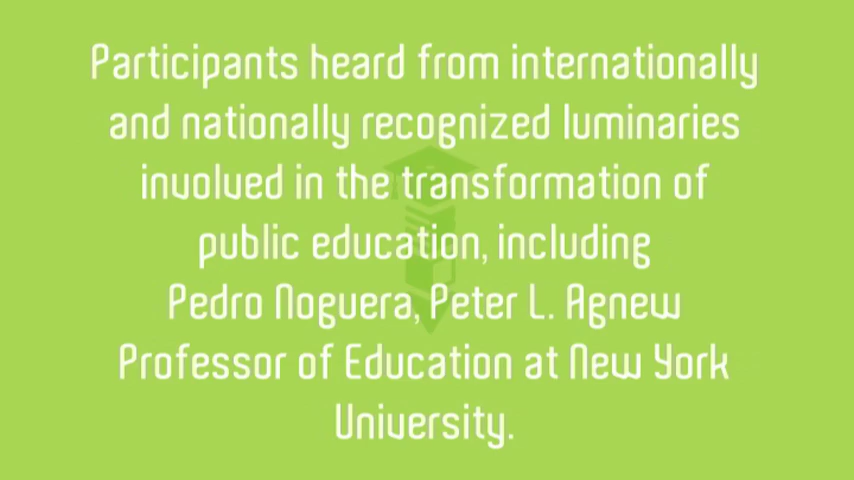 Participants heard from internationally
and nationally recognized luminaries
involved in the transformation of
public education, including
Pedro Noguera, Peter L. Agnew
Professor of Education at New York
University.